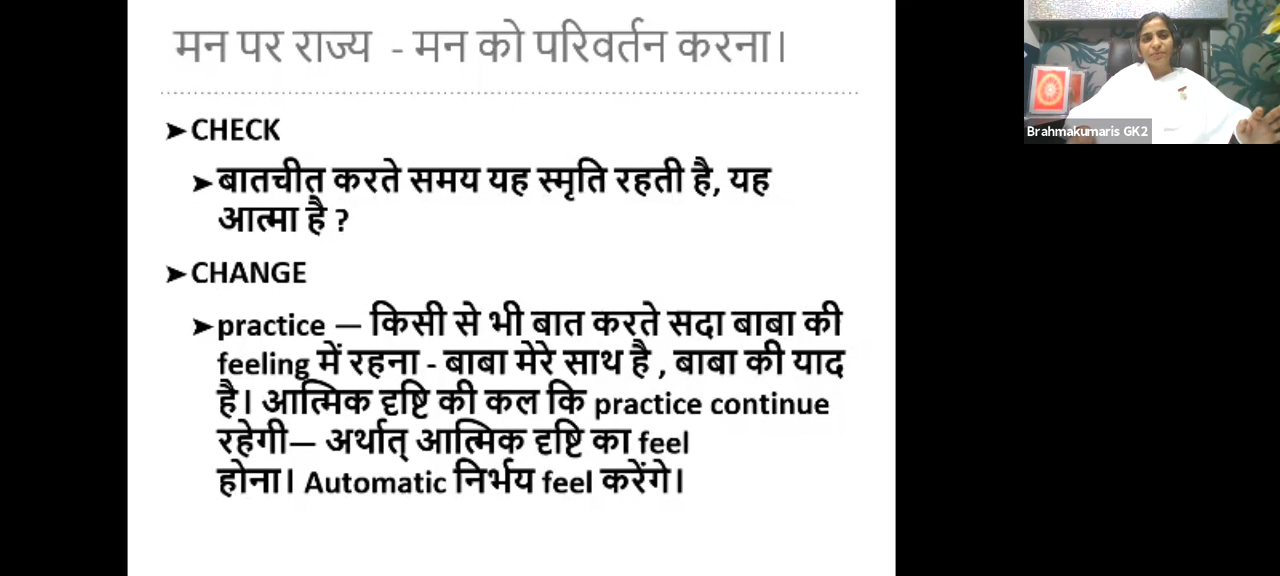 मन पर राज्य - मन को परिवर्तन करना।
➤CHECK
➤बातचीत करते समय यह स्मृति रहती है, यह
आत्मा है ?
➤CHANGE
➤practice — किसी से भी बात करते सदा बाबा की
feeling में रहना - बाबा मेरे साथ है , बाबा की याद
है। आत्मिक दृष्टि की कल कि practice continue
रहेगी— अर्थात् आत्मिक दृष्टि का feel
होना। Automatic निर्भय feel करेंगे।
Brahmakumaris GK2